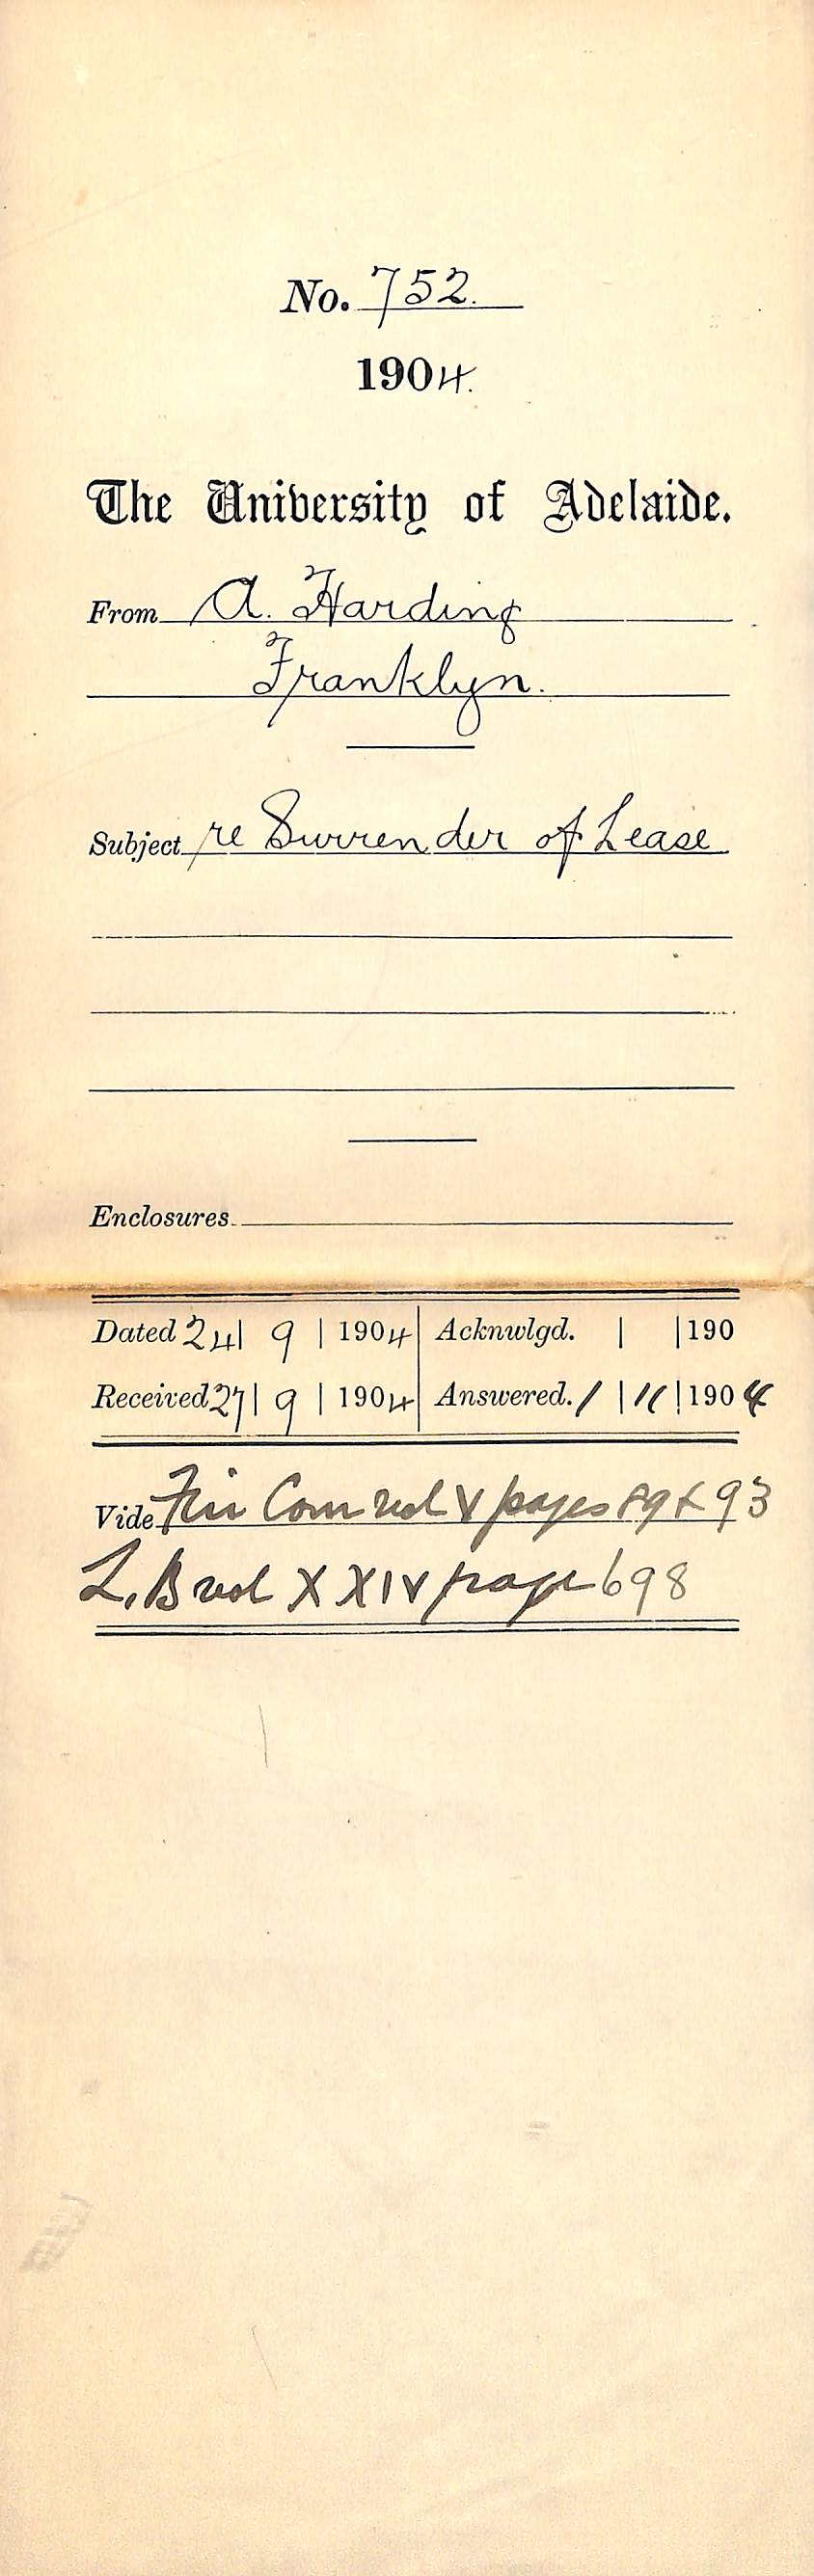 No. 752.
1904.
The University of Adelaide.
From A. Harding
Franklyn.
Subject re Surrender of Lease
Enclosures
Dated 24 | 9 | 1904 Acknwlgd. | | 190
Received 27 | 9 | 1904 Answered. 1 | 11 | 1904
Vide Fin Com vol V pages 89 & 93
L. B vol XXIV page 698